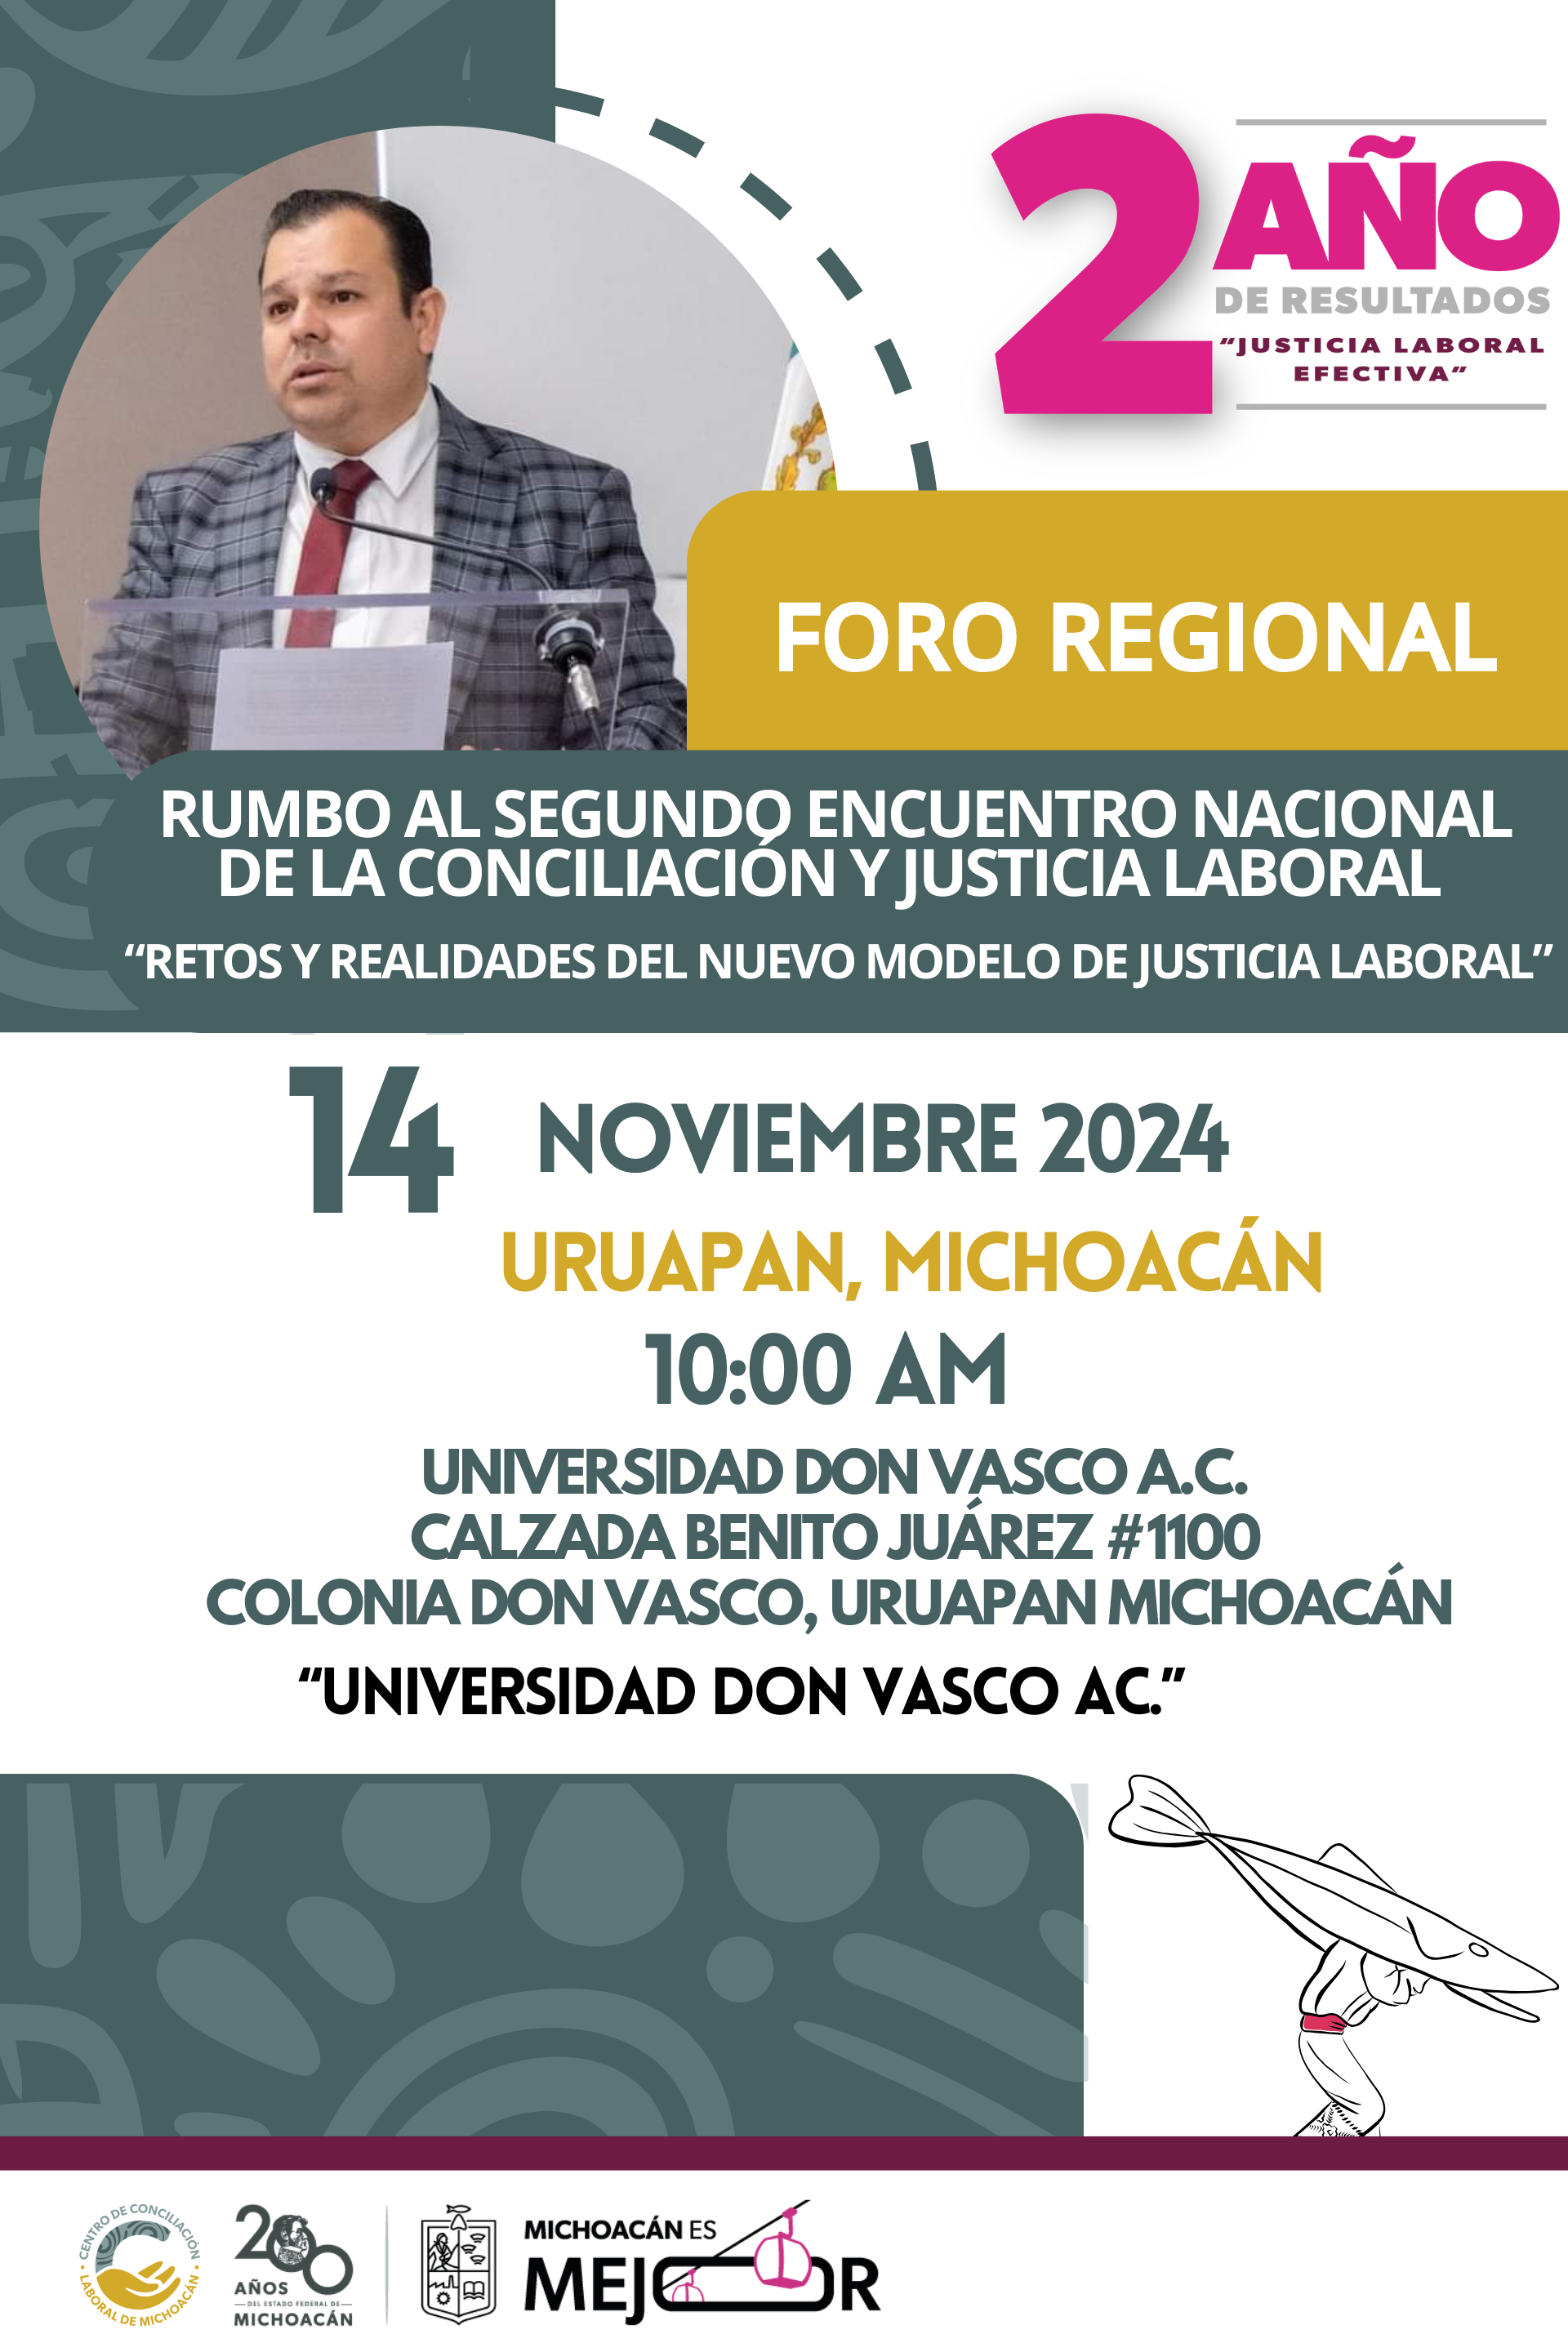 2 AÑO
DE RESULTADOS
“JUSTICIA LABORAL
EFECTIVA”
FORO REGIONAL
RUMBO AL SEGUNDO ENCUENTRO NACIONAL
DE LA CONCILIACIÓN Y JUSTICIA LABORAL
“RETOS Y REALIDADES DEL NUEVO MODELO DE JUSTICIA LABORAL”
14 NOVIEMBRE 2024
URUAPAN, MICHOACÁN
10:00 AM
UNIVERSIDAD DON VASCO A.C.
CALZADA BENITO JUÁREZ #1100
COLONIA DON VASCO, URUAPAN MICHOACÁN
“UNIVERSIDAD DON VASCO AC.”
CENTRO DE CONCILIACIÓN
LABORAL DE MICHOACÁN
200
AÑOS
DEL ESTADO FEDERAL DE
MICHOACÁN
MICHOACÁN ES
MEJOR